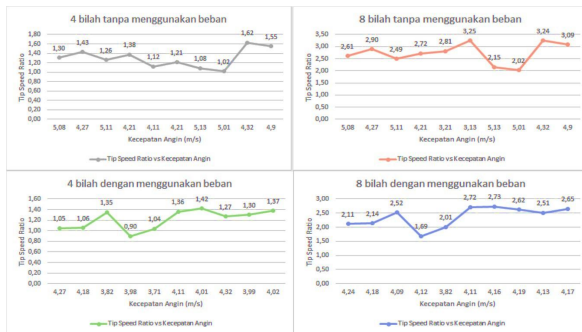 4 bilah tanpa menggunakan beban
Tip Speed Ratio
1,80
1,60
1,40
1,20
1,00
0,80
0,60
0,40
0,20
0,00
1,30 1,43 1,26 1,38 1,12 1,21 1,08 1,02 1,62 1,55
5,08 4,27 5,11 4,21 4,11 4,21 5,13 5,01 4,32 4,9
Kecepatan Angin (m/s)
Tip Speed Ratio vs Kecepatan Angin
8 bilah tanpa menggunakan beban
Tip Speed Ratio
3,50
3,00
2,50
2,00
1,50
1,00
0,50
0,00
2,61 2,90 2,49 2,72 2,81 3,25 2,15 2,02 3,24 3,09
5,08 4,27 5,11 4,21 5,11 4,21 5,13 5,01 4,32 4,9
Kecepatan Angin (m/s)
Tip Speed Ratio vs Kecepatan Angin
4 bilah dengan menggunakan beban
Tip Speed Ratio
1,60
1,40
1,20
1,00
0,80
0,60
0,40
0,20
0,00
1,05 1,06 1,35 0,90 1,04 1,36 1,42 1,27 1,30 1,37
4,27 4,18 3,82 3,98 3,71 4,11 4,01 4,32 3,99 4,02
Kecepatan Angin (m/s)
Tip Speed Ratio vs Kecepatan Angin
8 bilah dengan menggunakan beban
Tip Speed Ratio
3,00
2,50
2,00
1,50
1,00
0,50
0,00
2,11 2,14 2,52 1,69 2,01 2,72 2,73 2,62 2,51 2,65
4,24 4,18 4,09 4,12 3,82 4,11 4,16 4,19 4,13 4,17
Kecepatan Angin (m/s)
Tip Speed Ratio vs Kecepatan Angin